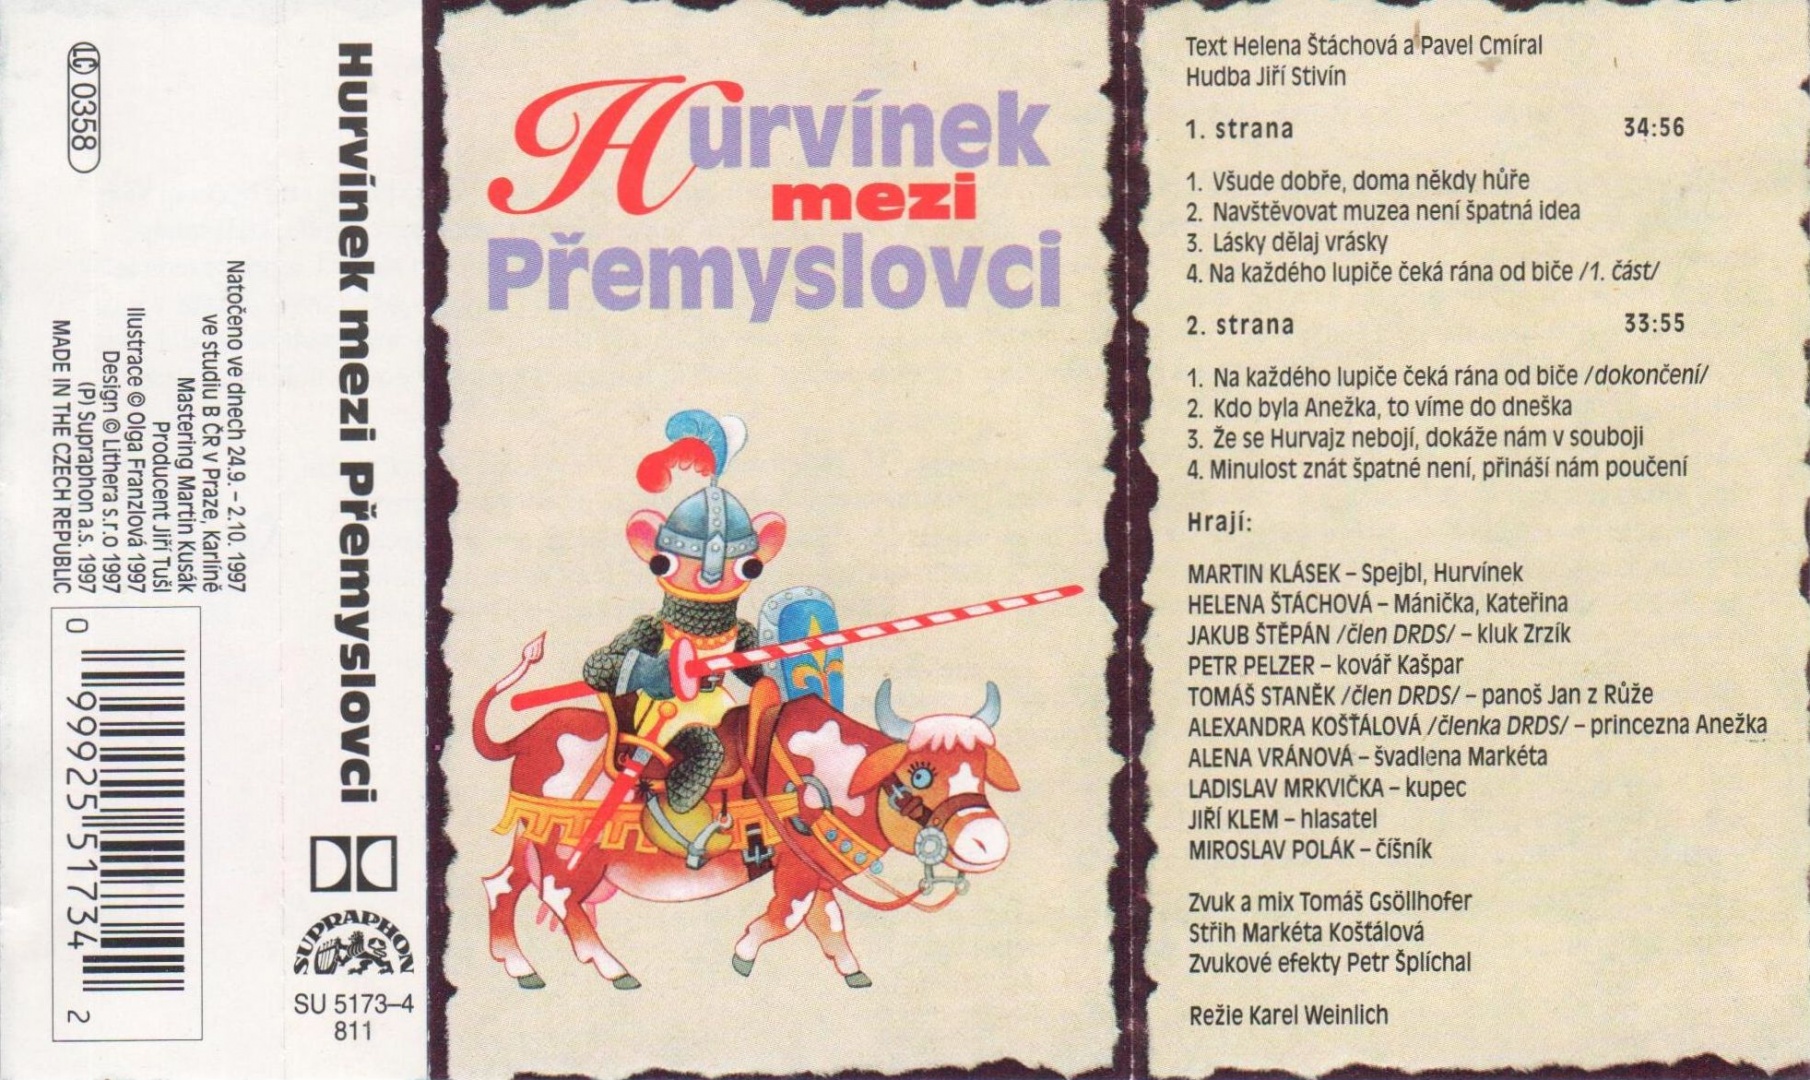 LC 0358
Natočeno ve dnech 24.9. – 2.10. 1997
ve studiu B ČR v Praze, Karlíně
Mastering Martin Kusák
Producent Jiří Tušl
Ilustrace © Olga Franzlová 1997
Design © Lithera s.r.o 1997
(P) Supraphon a.s. 1997
MADE IN THE CZECH REPUBLIC
0 99925 51734 2
Hurvínek mezi Přemyslovci
SUPRAPHON
SU 5173–4
811
Hurvínek
mezi
Přemyslovci
Text Helena Štáchová a Pavel Cmíral
Hudba Jiří Stivín
1. strana 34:56
1. Všude dobře, doma někdy hůře
2. Navštěvovat muzea není špatná idea
3. Lásky dělaj vrásky
4. Na každého lupiče čeká rána od biče /1. část/
2. strana 33:55
1. Na každého lupiče čeká rána od biče /dokončení/
2. Kdo byla Anežka, to víme do dneška
3. Že se Hurvajz nebojí, dokáže nám v souboji
4. Minulost znát špatné není, přináší nám poučení
Hrají:
MARTIN KLÁSEK – Spejbl, Hurvínek
HELENA ŠTÁCHOVÁ – Mánička, Kateřina
JAKUB ŠTĚPÁN /člen DRDS/ – kluk Zrzík
PETR PELZER – kovář Kašpar
TOMÁŠ STANĚK /člen DRDS/ – panoš Jan z Růže
ALEXANDRA KOŠŤÁLOVÁ /členka DRDS/ – princezna Anežka
ALENA VRÁNOVÁ – švadlena Markéta
LADISLAV MRKVIČKA – kupec
JIŘÍ KLEM – hlasatel
MIROSLAV POLÁK – číšník
Zvuk a mix Tomáš Gsöllhofer
Střih Markéta Košťálová
Zvukové efekty Petr Šplíchal
Režie Karel Weinlich